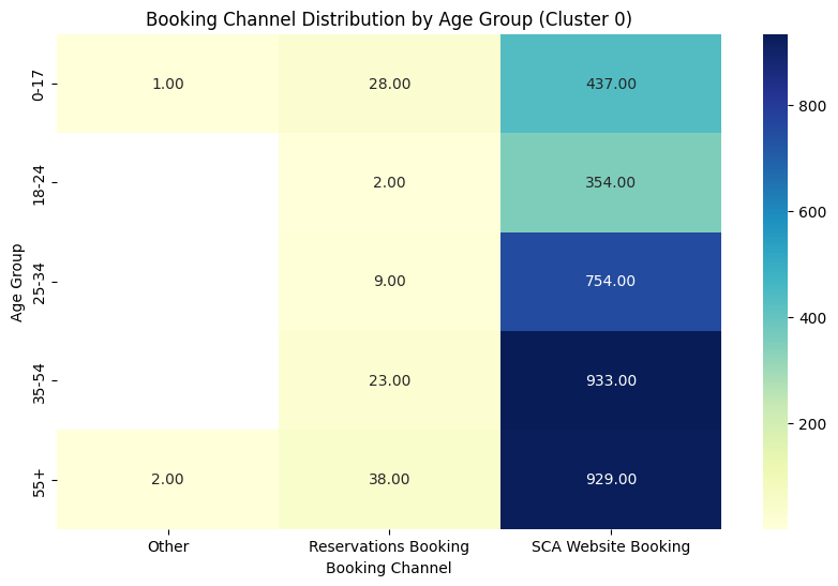 Booking Channel Distribution by Age Group (Cluster 0)
0-17
1.00 28.00 437.00
18-24
2.00 354.00
25-34
9.00 754.00
35-54
23.00 933.00
55+
2.00 38.00 929.00
Age Group
Other Reservations Booking SCA Website Booking
Booking Channel
800
600
400
200